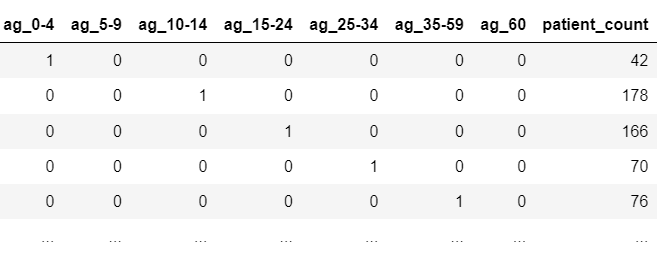 ag_0-4 ag_5-9 ag_10-14 ag_15-24 ag_25-34 ag_35-59 ag_60 patient_count
1 0 0 0 0 0 0 42
0 0 1 0 0 0 0 178
0 0 0 1 0 0 0 166
0 0 0 0 1 0 0 70
0 0 0 0 0 1 0 76
... ... ... ... ... ... ... ...